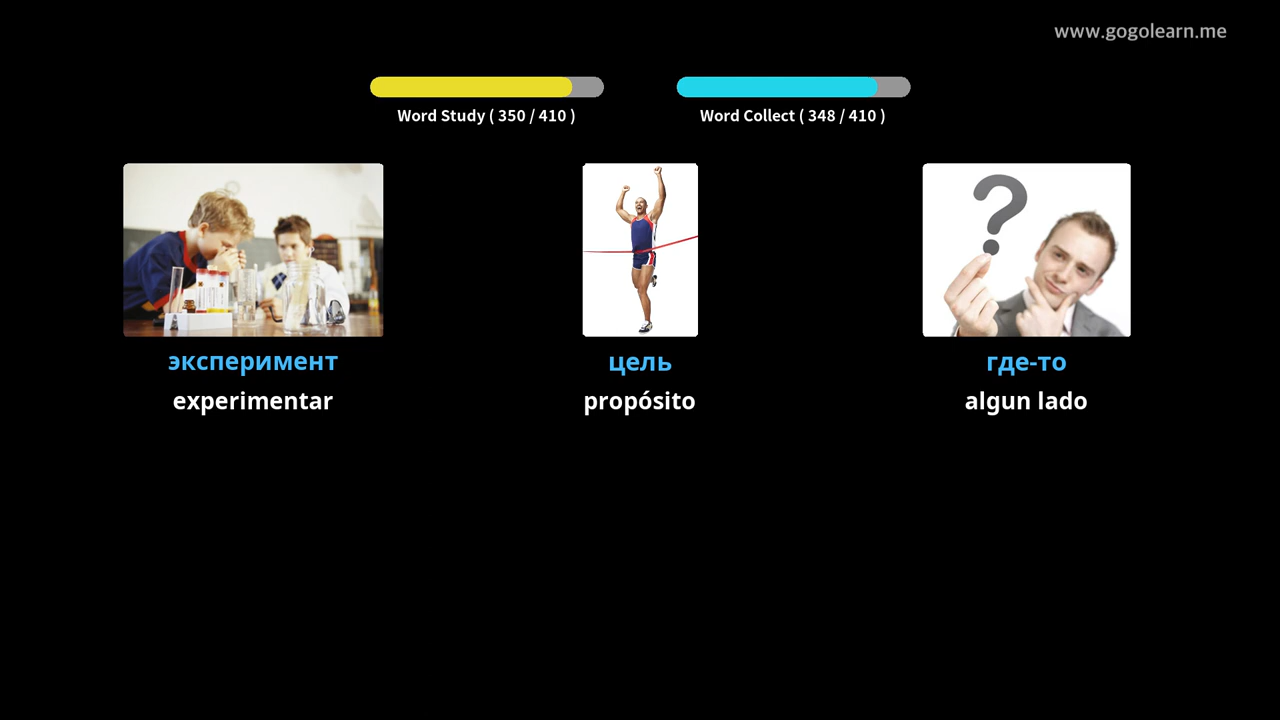 www.gogolearn.me
Word Study ( 350 / 410 )
Word Collect ( 348 / 410 )
эксперимент
experimentar
цель
propósito
где-то
algun lado